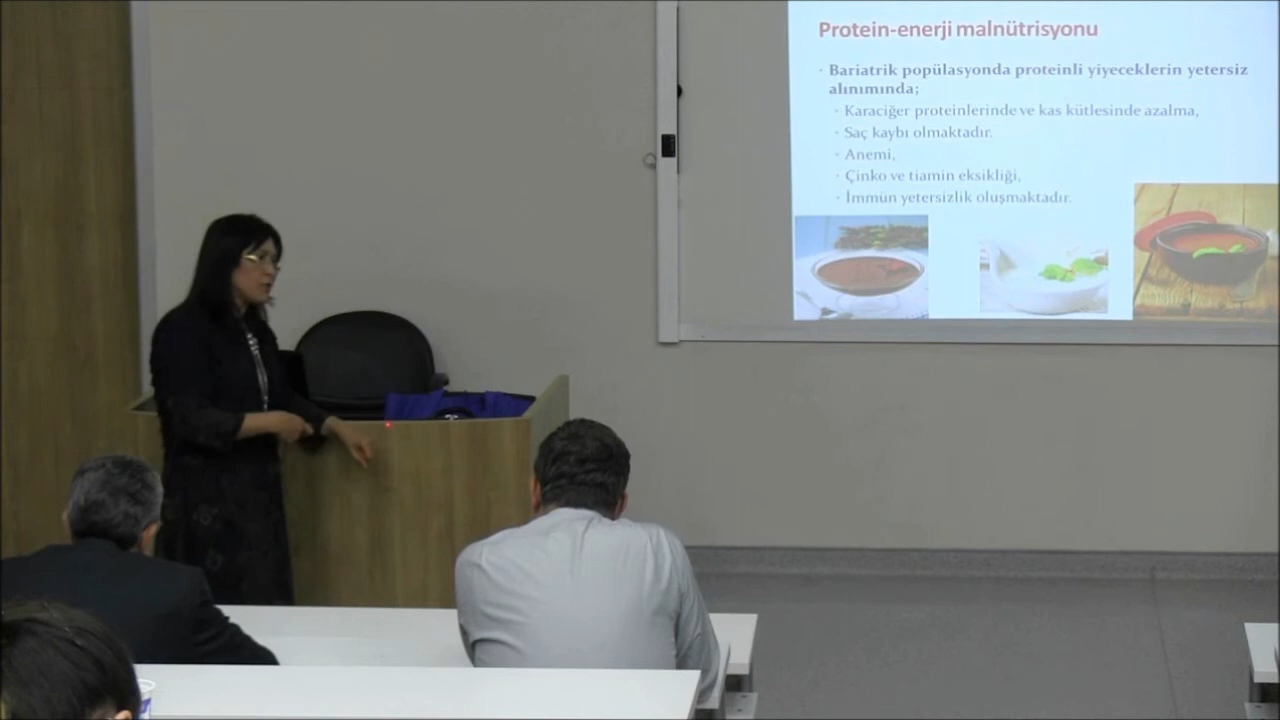 Protein-enerji malnütrisyonu
· Bariatrik popülasyonda proteinli yiyeceklerin yetersiz
alınımında;
· Karaciğer proteinlerinde ve kas kütlesinde azalma,
· Saç kaybı olmaktadır.
· Anemi,
· Çinko ve tiamin eksikliği,
· İmmün yetersizlik oluşmaktadır.